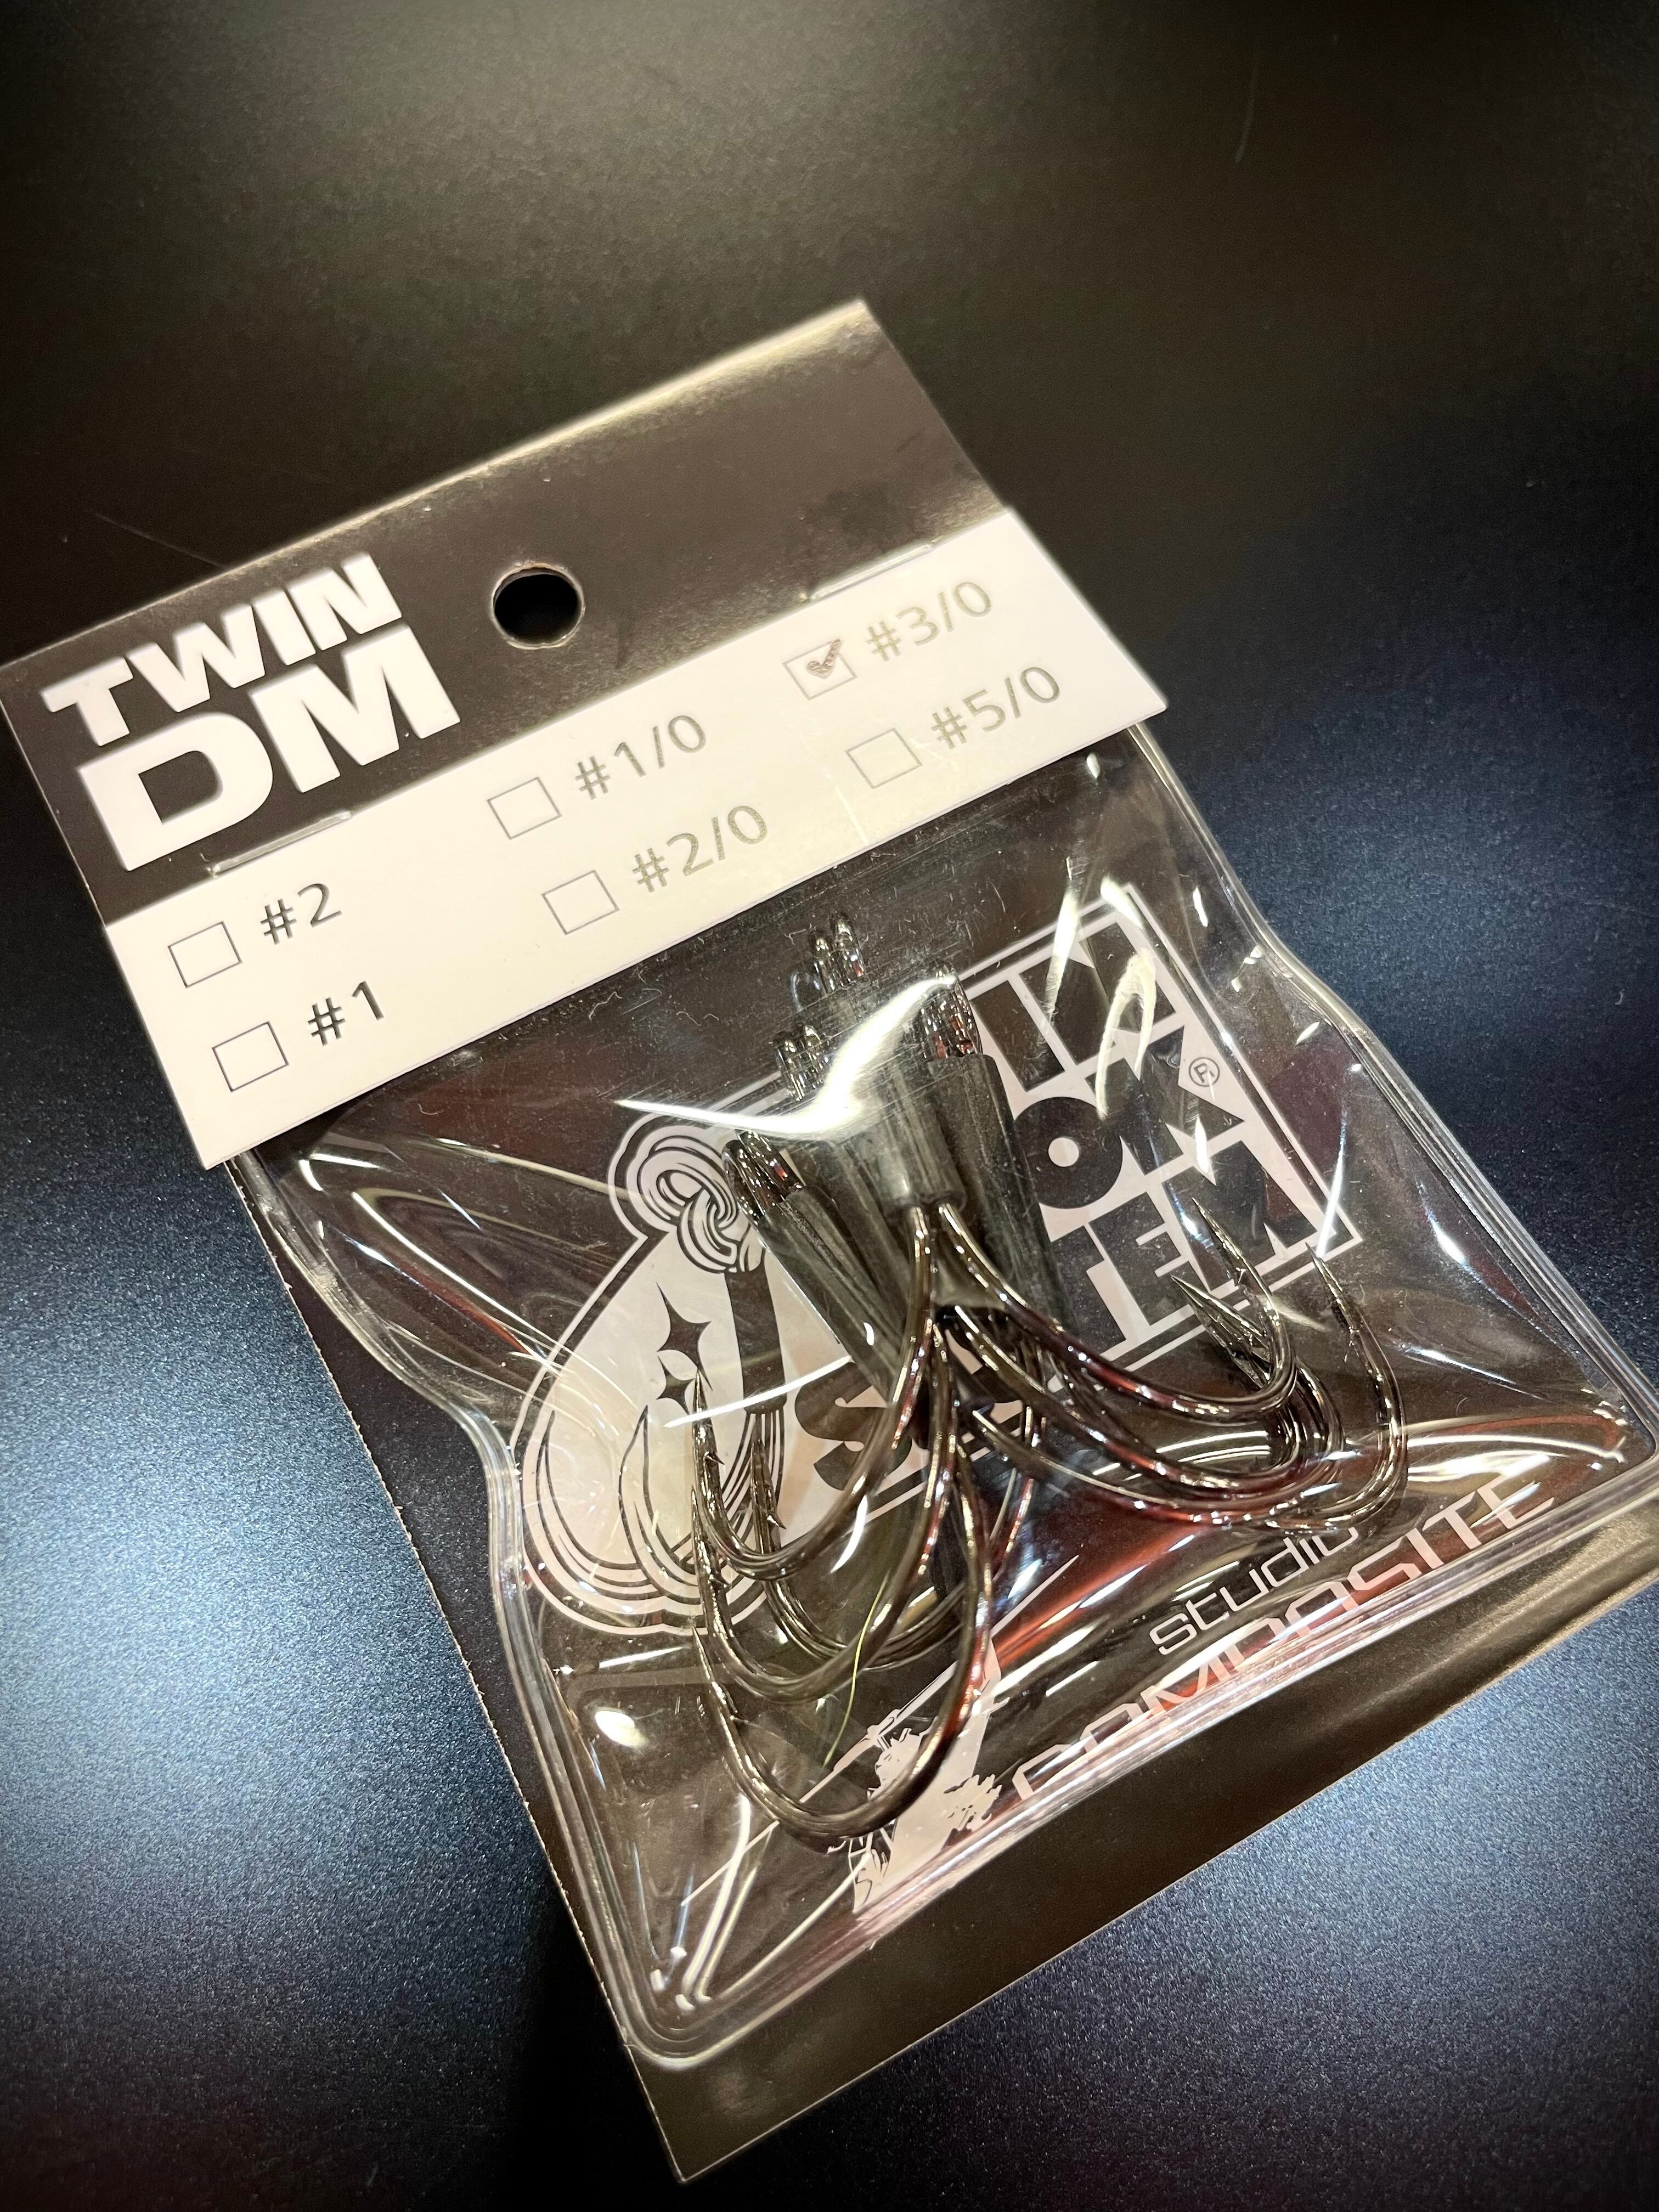 TWIN
DM
#2
#1
#1/0
#2/0
#3/0
#5/0
®
studio
COMPOSITE